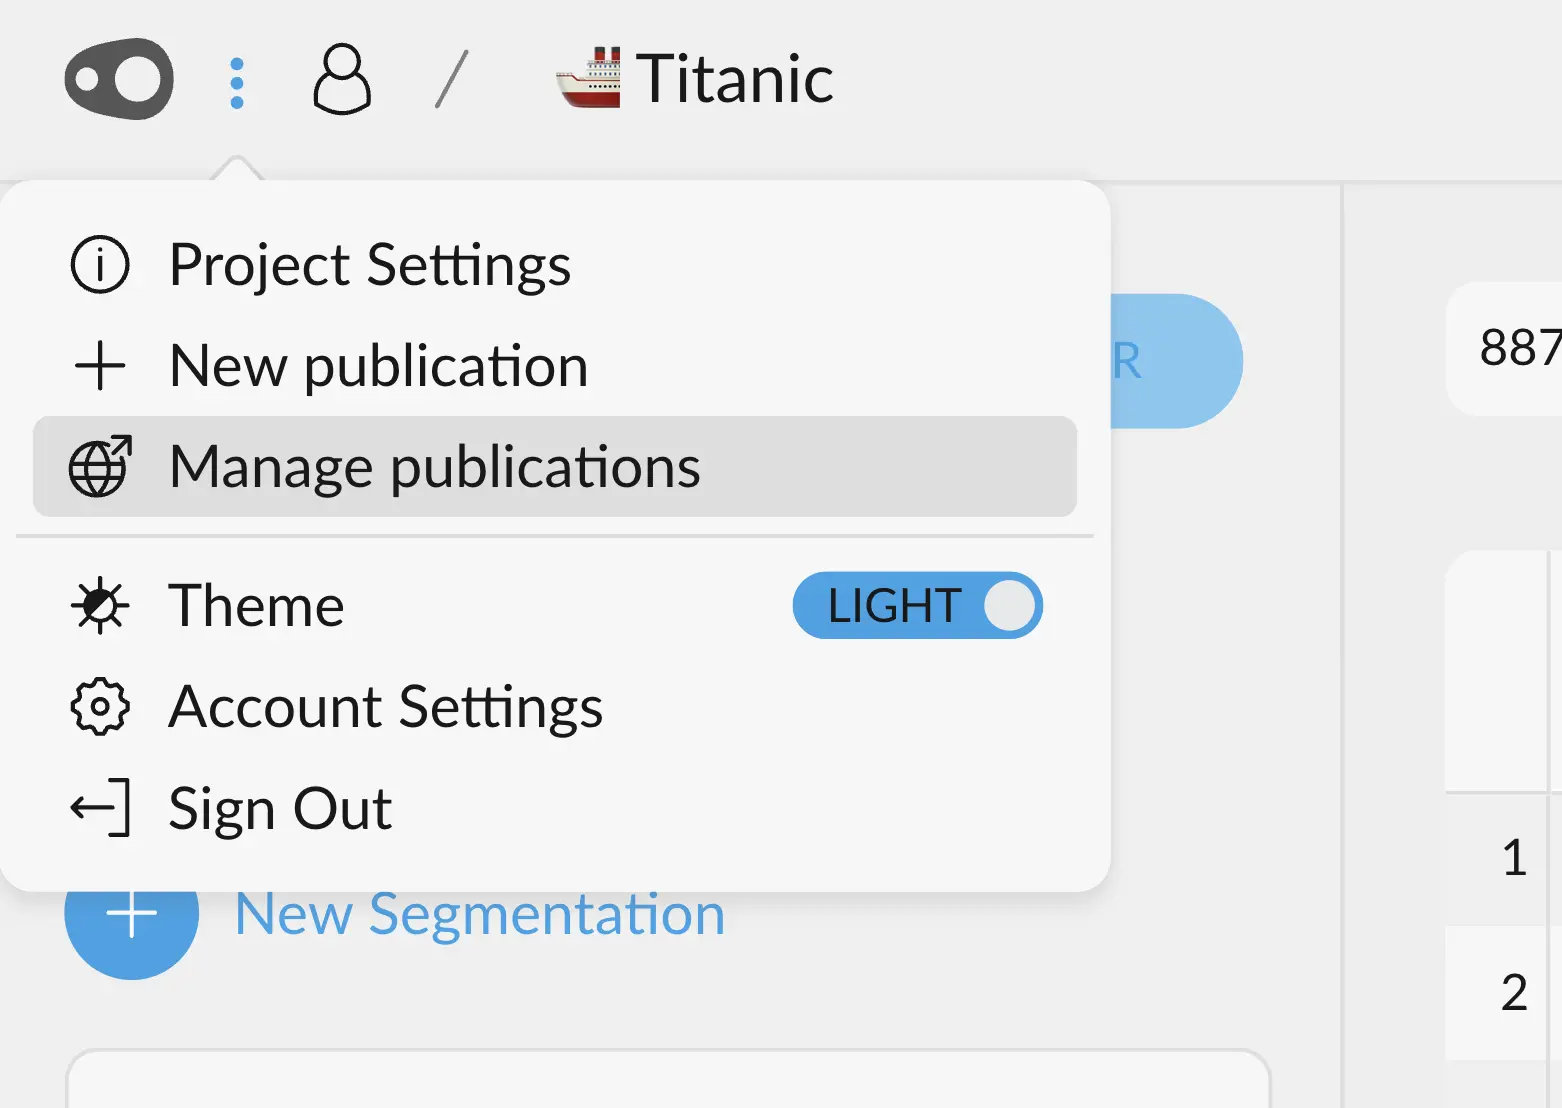 Titanic
Project Settings
New publication
Manage publications
Theme
LIGHT
Account Settings
Sign Out
R
New Segmentation
887
1
2